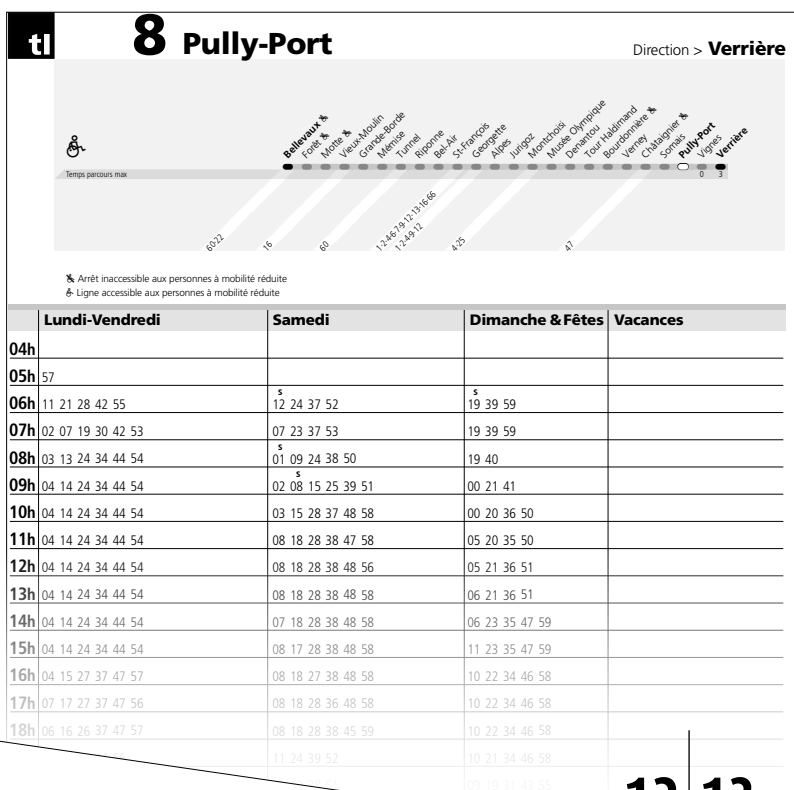 tl 8 Pully-Port Direction > Verrière
Bellevaux
Forêt
Motte
Vieux-Moulin
Grande-Borde
Mémise
Tunnel
Riponne
Bel-Air
St-François
Georgette
Alpes
Jurigoz
Montchoisi
Musée Olympique
Denantou
Tour Haldimand
Bourdonnière
Verney
Châtaignier
Somais
Pully-Port
Vignes
Verrière
Temps parcours max 0 3
60·22
16
60
1·2·4·6·7·9·12·13·16·66
1·2·4·9·12
4·25
47
Arrêt inaccessible aux personnes à mobilité réduite
Ligne accessible aux personnes à mobilité réduite
Lundi-Vendredi Samedi Dimanche & Fêtes Vacances
04h
05h 57
s s
06h 11 21 28 42 55 12 24 37 52 19 39 59
07h 02 07 19 30 42 53 07 23 37 53 19 39 59
s
08h 03 13 24 34 44 54 01 09 24 38 50 19 40
s
09h 04 14 24 34 44 54 02 08 15 25 39 51 00 21 41
10h 04 14 24 34 44 54 03 15 28 37 48 58 00 20 36 50
11h 04 14 24 34 44 54 08 18 28 38 47 58 05 20 35 50
12h 04 14 24 34 44 54 08 18 28 38 48 56 05 21 36 51
13h 04 14 24 34 44 54 08 18 28 38 48 58 06 21 36 51
14h 04 14 24 34 44 54 07 18 28 38 48 58 06 23 35 47 59
15h 04 14 24 34 44 54 08 17 28 38 48 58 11 23 35 47 59
16h 04 15 27 37 47 57 08 18 27 38 48 58 10 22 34 46 58
17h 07 17 27 37 47 56 08 18 28 36 48 58 10 22 34 46 58
18h 06 16 26 37 47 57 08 18 28 38 45 59 10 22 34 46 58
11 24 39 52 10 21 34 46 58
09 19 31 43 55
12 12